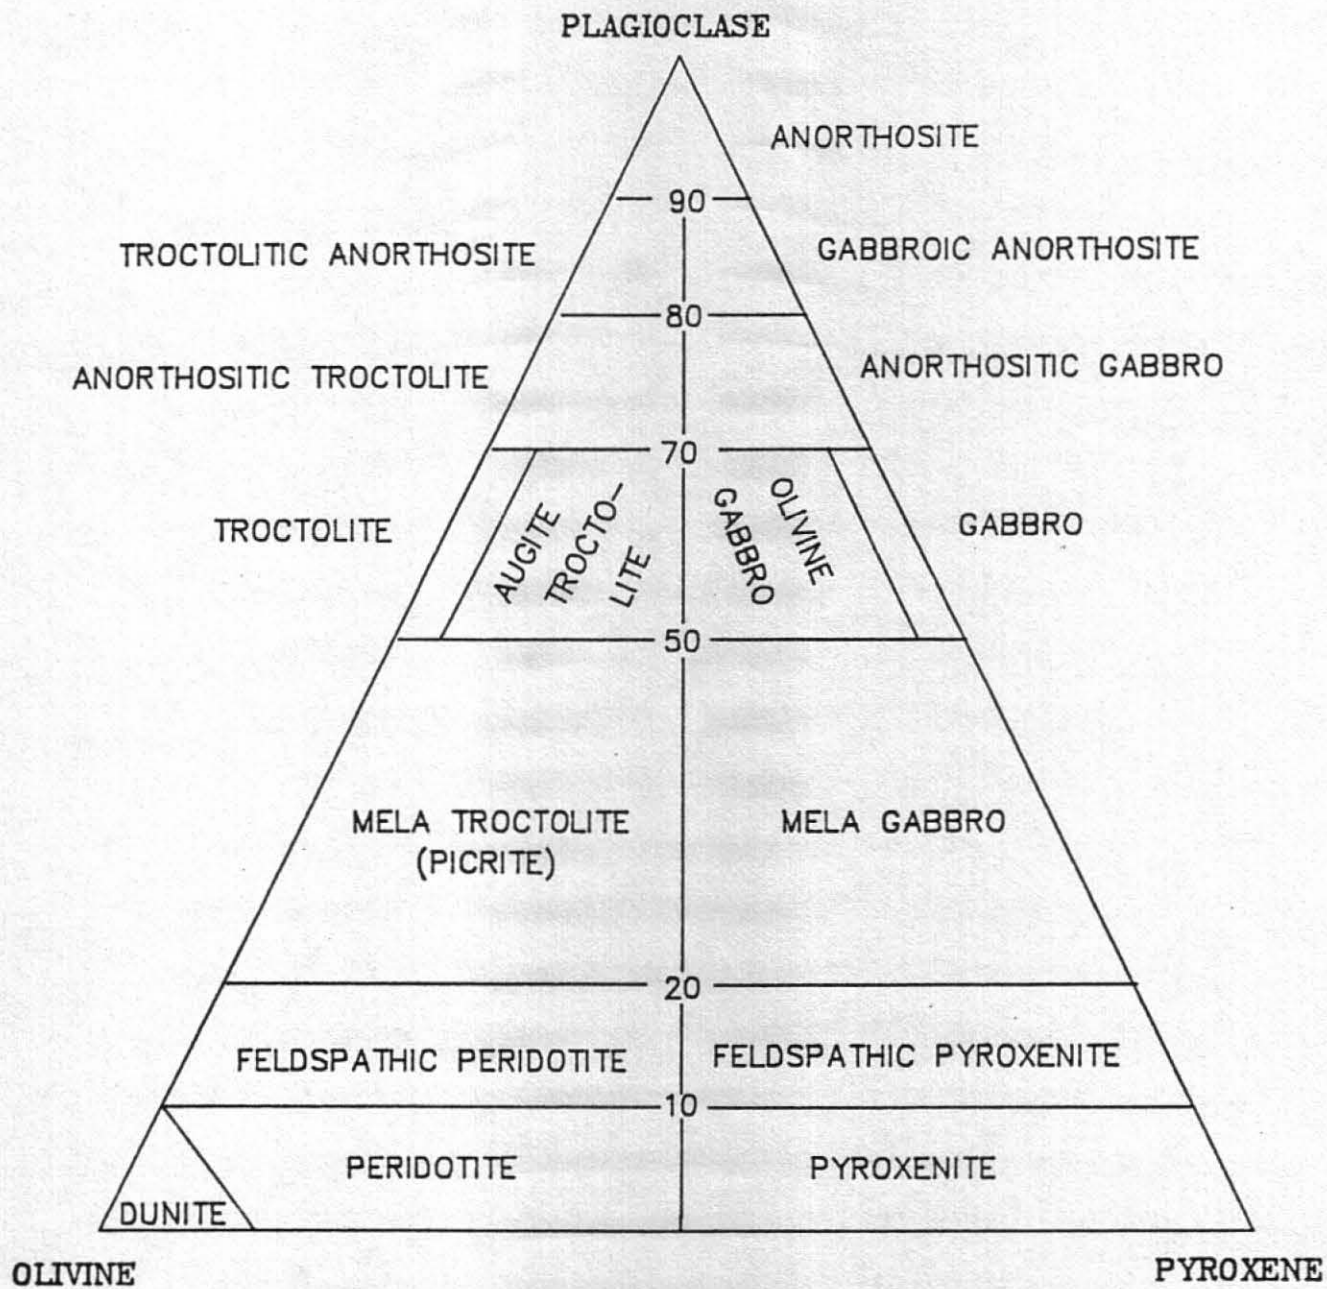 PLAGIOCLASE
ANORTHOSITE
90
TROCTOLITIC ANORTHOSITE
GABBROIC ANORTHOSITE
80
ANORTHOSITIC TROCTOLITE
ANORTHOSITIC GABBRO
70
TROCTOLITE
AUGITE
TROCTO-
LITE
OLIVINE
GABBRO
GABBRO
50
MELA TROCTOLITE
(PICRITE)
MELA GABBRO
20
FELDSPATHIC PERIDOTITE
FELDSPATHIC PYROXENITE
10
PERIDOTITE
PYROXENITE
DUNITE
OLIVINE
PYROXENE